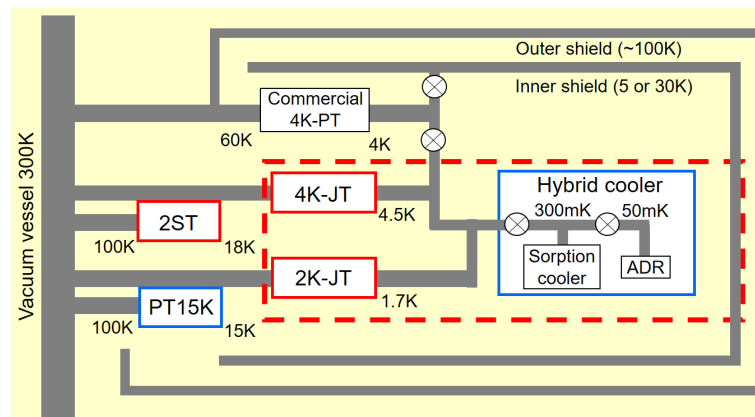 Outer shield (~100K)
Inner shield (5 or 30K)
Commercial
4K-PT
60K
4K
Vacuum vessel 300K
4K-JT
4.5K
2ST
100K
18K
2K-JT
1.7K
PT15K
100K
15K
Hybrid cooler
300mK
50mK
Sorption
cooler
ADR